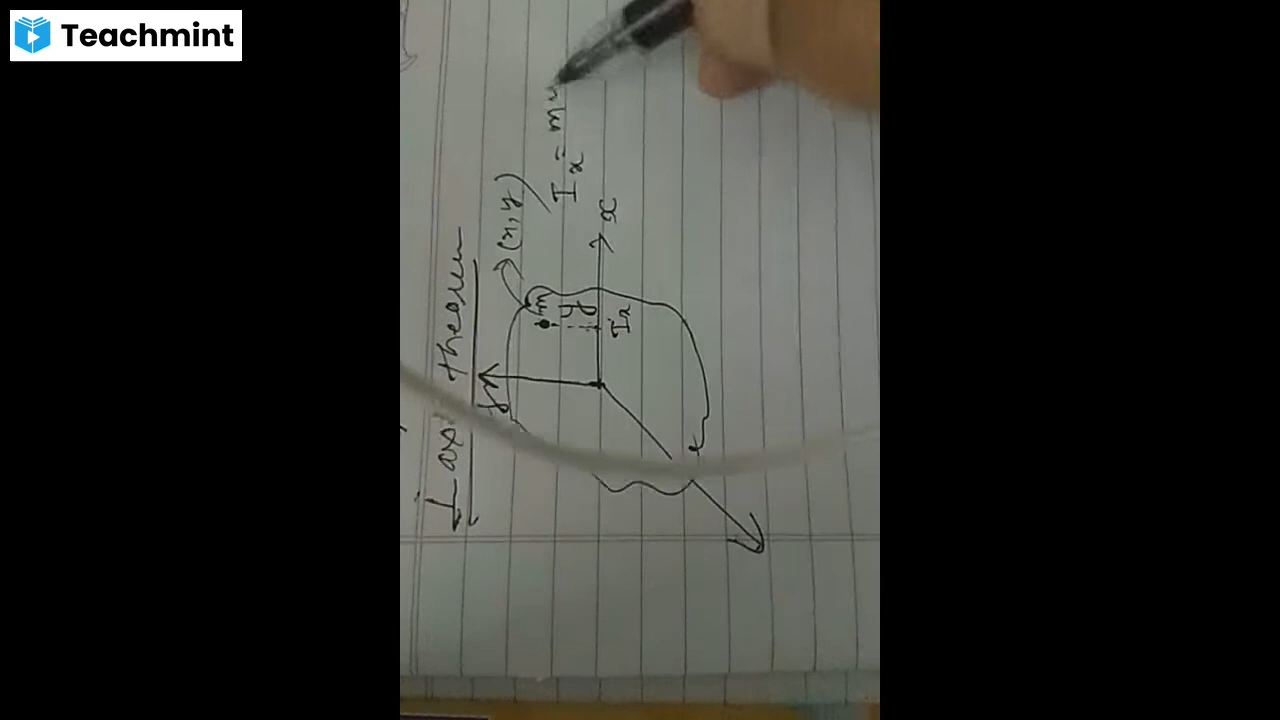 Teachmint
⊥ axis theorem
y
m
(x, y)
y
x
Ix
Ix = m